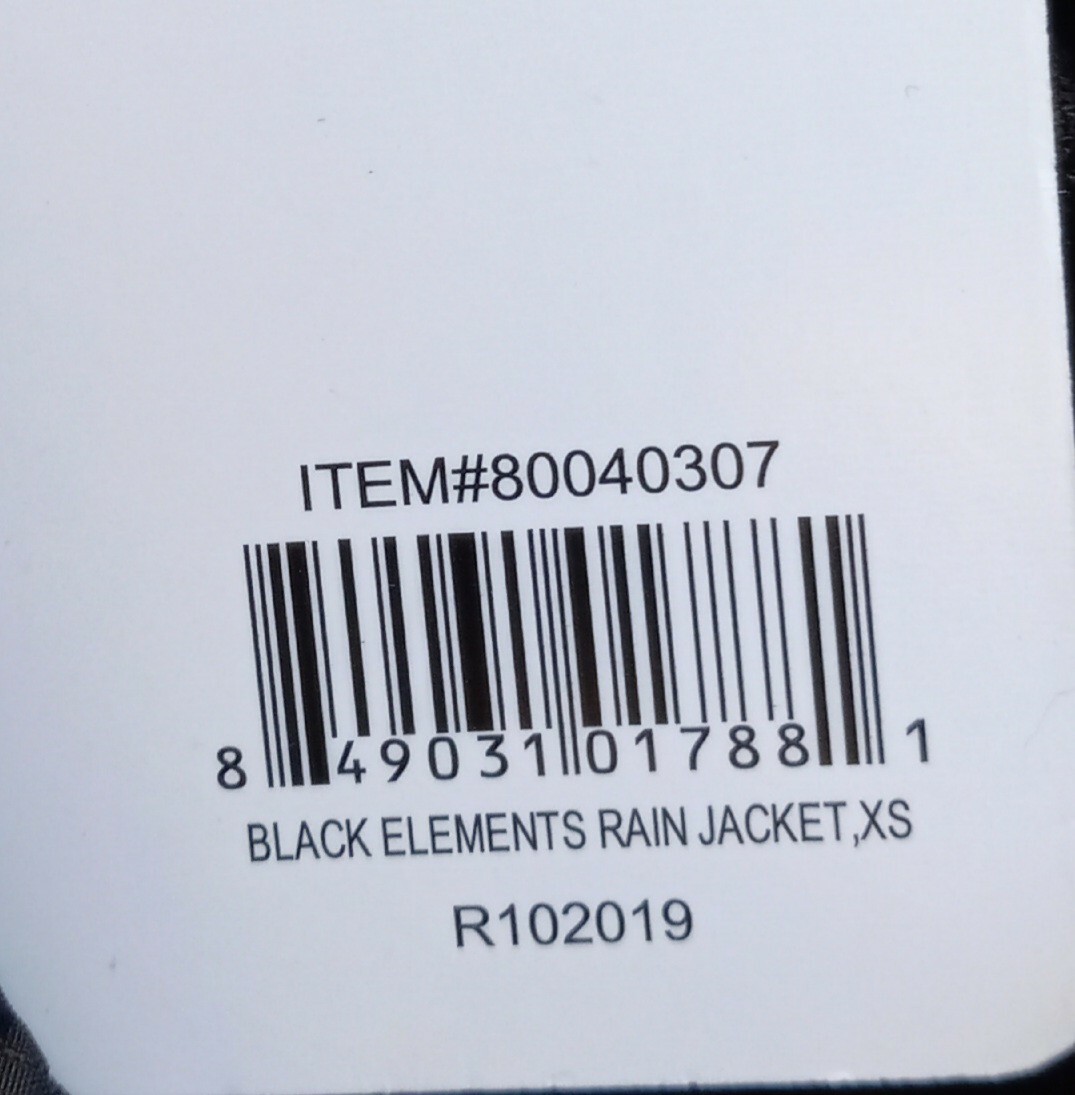 ITEM#80040307
8 49031 01788 1
BLACK ELEMENTS RAIN JACKET,XS
R102019